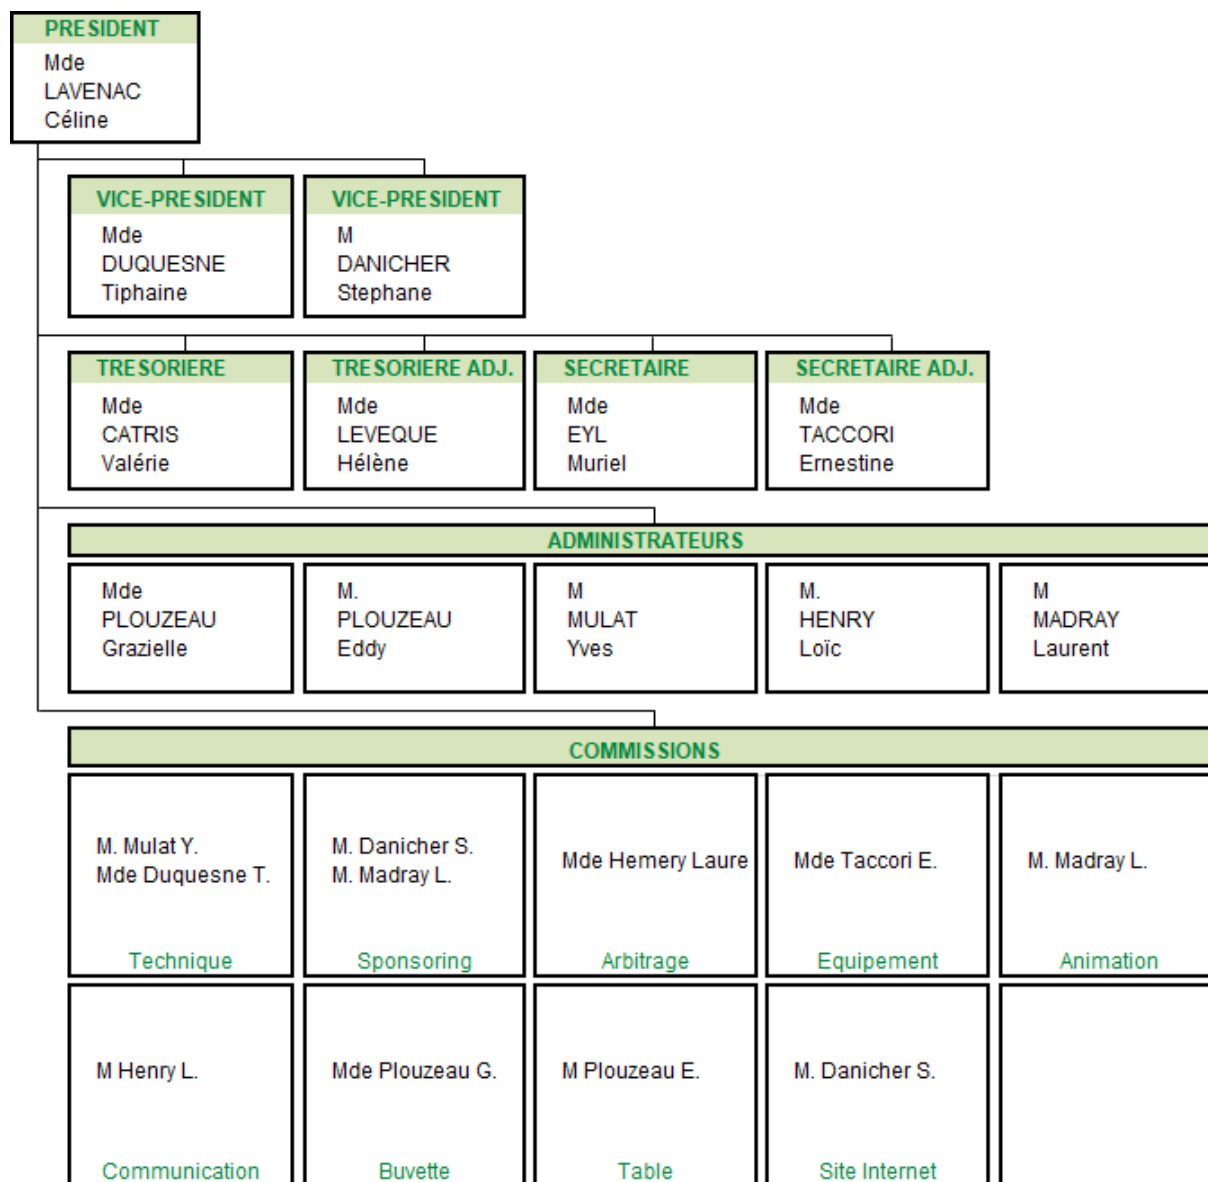 PRESIDENT
Mde
LAVENAC
Céline
VICE-PRESIDENT
Mde
DUQUESNE
Tiphaine
VICE-PRESIDENT
M
DANICHER
Stephane
TRESORIERE
Mde
CATRIS
Valérie
TRESORIERE ADJ.
Mde
LEVEQUE
Hélène
SECRETAIRE
Mde
EYL
Muriel
SECRETAIRE ADJ.
Mde
TACCORI
Ernestine
ADMINISTRATEURS
Mde
PLOUZEAU
Grazielle
M.
PLOUZEAU
Eddy
M
MULAT
Yves
M.
HENRY
Loïc
M
MADRAY
Laurent
COMMISSIONS
M. Mulat Y.
Mde Duquesne T.
Technique
M. Danicher S.
M. Madray L.
Sponsoring
Mde Hemery Laure
Arbitrage
Mde Taccori E.
Equipement
M. Madray L.
Animation
M Henry L.
Communication
Mde Plouzeau G.
Buvette
M Plouzeau E.
Table
M. Danicher S.
Site Internet